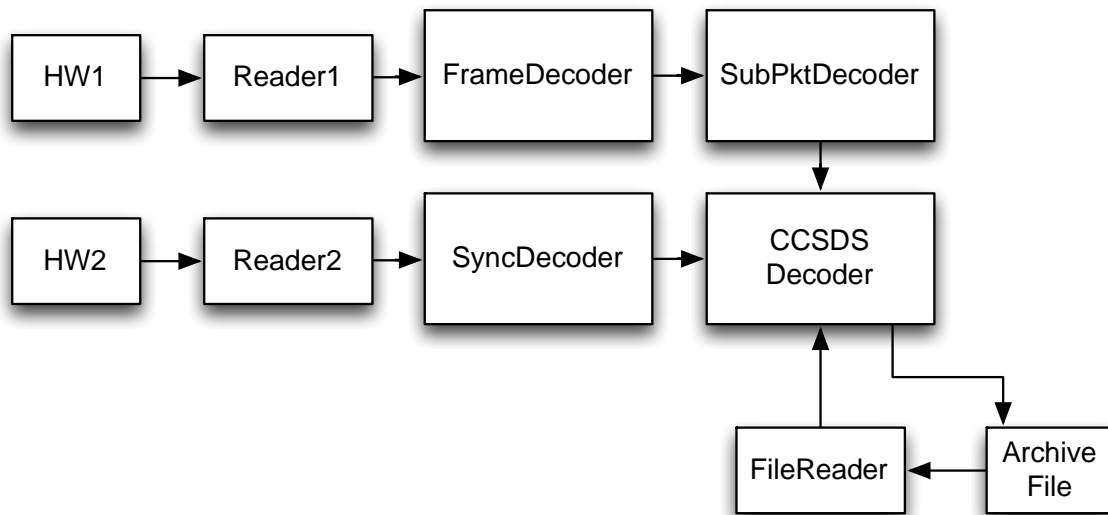 HW1
Reader1
FrameDecoder
SubPktDecoder
HW2
Reader2
SyncDecoder
CCSDS
Decoder
FileReader
Archive
File